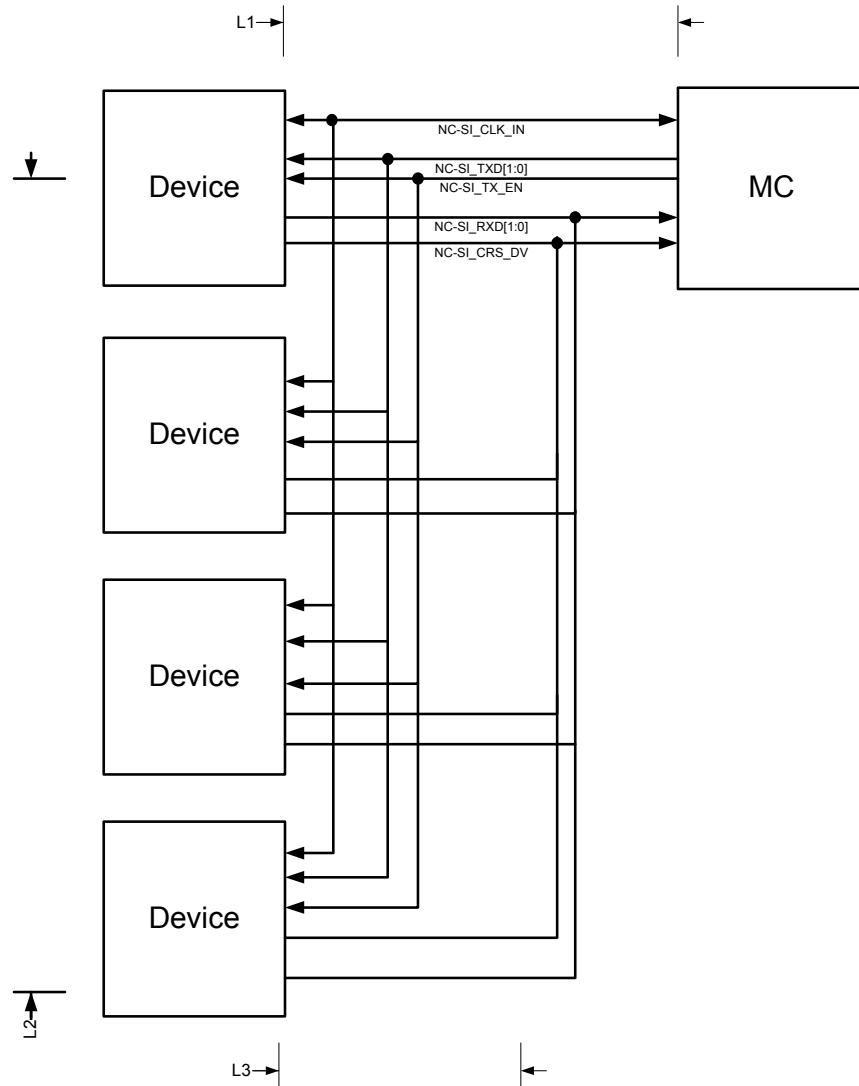 L1
Device
MC
NC-SI_CLK_IN
NC-SI_TXD[1:0]
NC-SI_TX_EN
NC-SI_RXD[1:0]
NC-SI_CRS_DV
Device
Device
Device
L2
L3